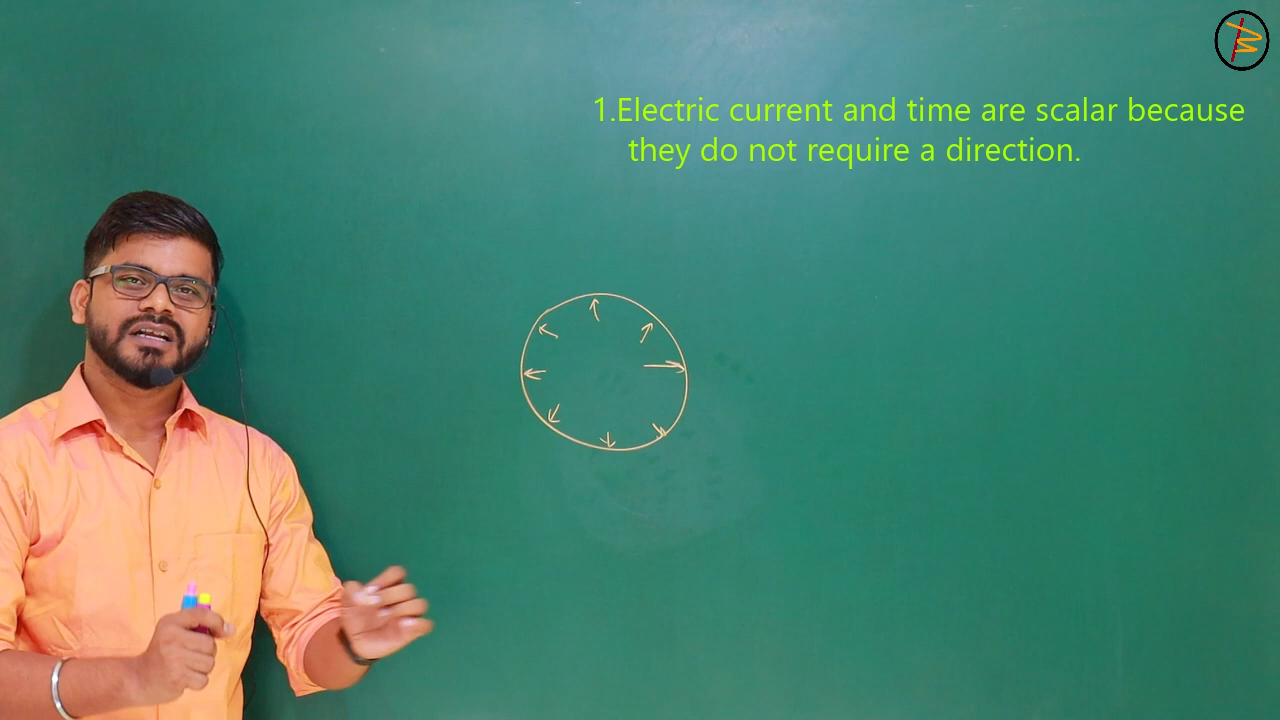 1.Electric current and time are scalar because
they do not require a direction.